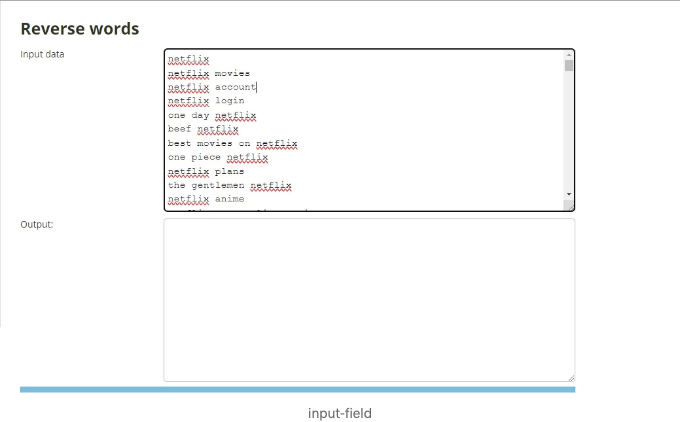 Reverse words
Input data
netflix
netflix movies
netflix account
netflix login
one day netflix
beef netflix
best movies on netflix
one piece netflix
netflix plans
the gentlemen netflix
netflix anime
Output:
input-field